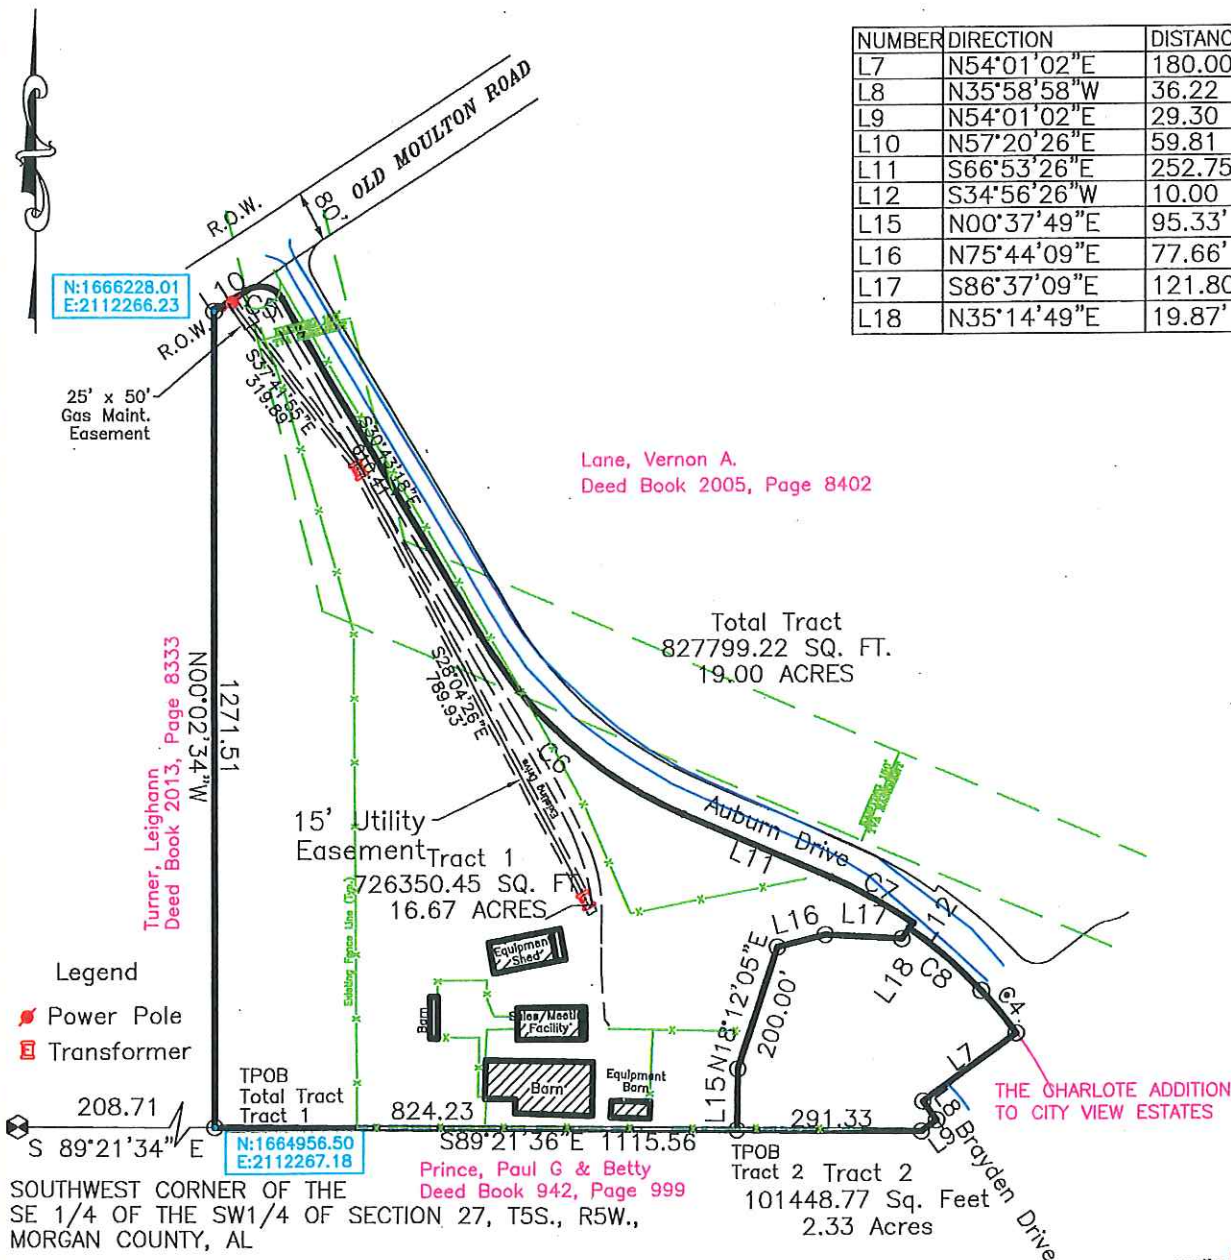 NUMBER DIRECTION DISTANC
L7 N54°01'02"E 180.00
L8 N35°58'58"W 36.22
L9 N54°01'02"E 29.30
L10 N57°20'26"E 59.81
L11 S66°53'26"E 252.75
L12 S34°56'26"W 10.00
L15 N00°37'49"E 95.33'
L16 N75°44'09"E 77.66'
L17 S86°37'09"E 121.80
L18 N35°14'49"E 19.87'
OLD MOULTON ROAD
80'
R.O.W.
N:1666228.01
E:2112266.23
L10
C5
R.O.W.
25' x 50'
Gas Maint.
Easement
S37°41'55"E
319.89'
S30°43'18"E
Lane, Vernon A.
Deed Book 2005, Page 8402
Total Tract
827799.22 SQ. FT.
19.00 ACRES
Turner, Leighann
Deed Book 2013, Page 8333
N00°02'34"W
1271.51
S28°04'26"E
789.93'
C6
Existing Drive
15' Utility
Easement
Tract 1
726350.45 SQ. FT
16.67 ACRES
Auburn Drive
L11
C7
L12
L16
L17
L18
C8
C4
N18°12'05"E
200.00'
L15
L7
L8
L9
Brayden Drive
Existing Fence Line (Typ.)
Equipmen
Shed
Barn
Facility
Barn
Equipment
Barn
Legend
Power Pole
Transformer
THE CHARLOTE ADDITION
TO CITY VIEW ESTATES
TPOB
Total Tract
Tract 1
208.71
824.23
291.33
S 89°21'34" E
S89°21'36"E 1115.56
N:1664956.50
E:2112267.18
TPOB
Tract 2
Tract 2
101448.77 Sq. Feet
2.33 Acres
Prince, Paul G & Betty
Deed Book 942, Page 999
SOUTHWEST CORNER OF THE
SE 1/4 OF THE SW1/4 OF SECTION 27, T5S., R5W.,
MORGAN COUNTY, AL